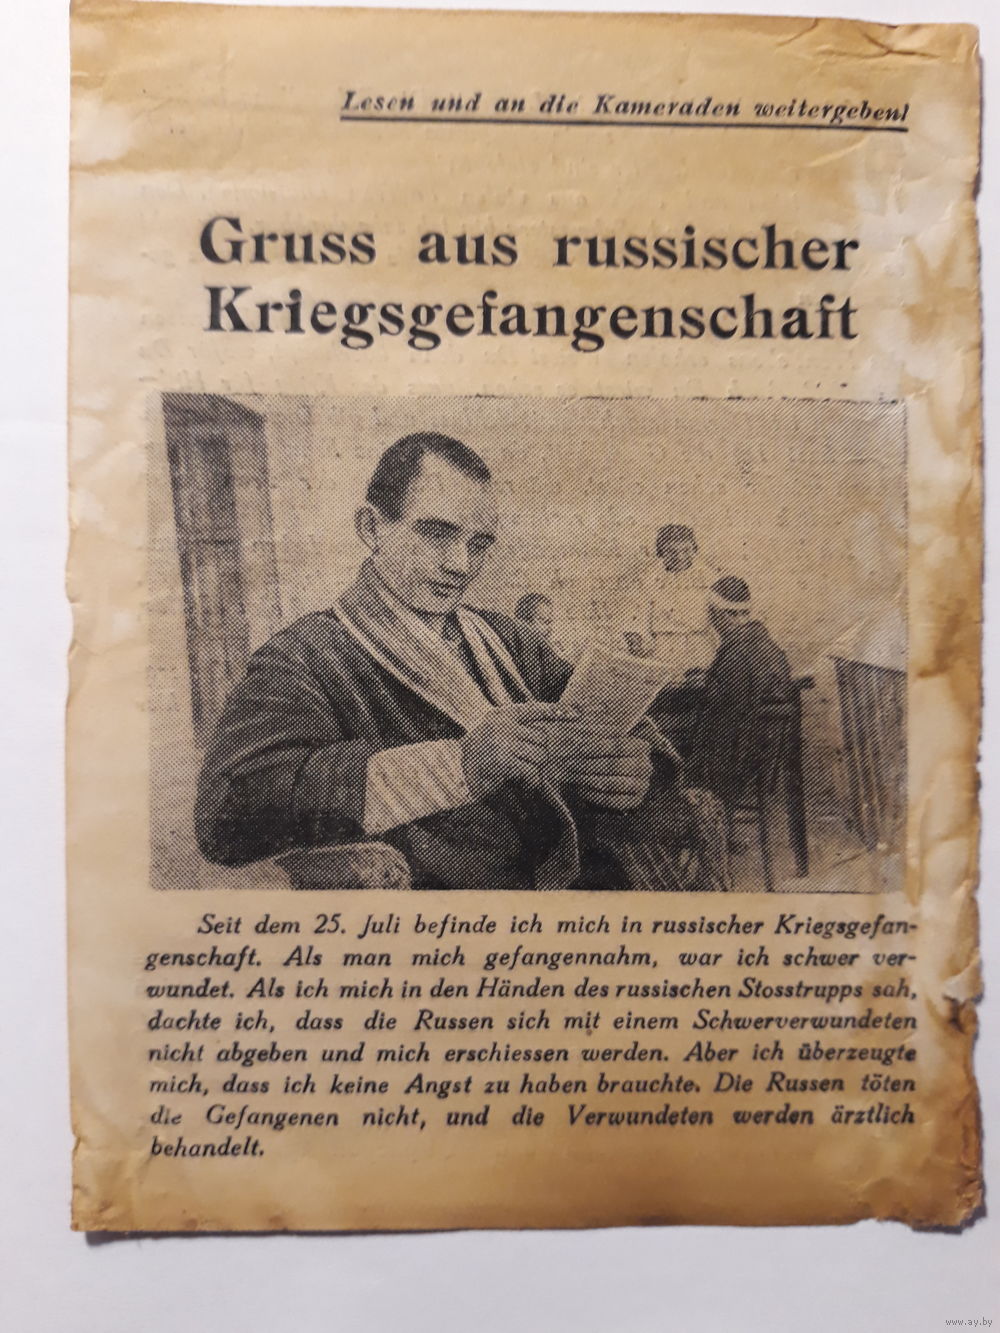 Lesen und an die Kameraden weitergeben!
Gruss aus russischer
Kriegsgefangenschaft
Seit dem 25. Juli befinde ich mich in russischer Kriegsgefan-
genschaft. Als man mich gefangennahm, war ich schwer ver-
wundet. Als ich mich in den Händen des russischen Stosstrupps sah,
dachte ich, dass die Russen sich mit einem Schwerverwundeten
nicht abgeben und mich erschiessen werden. Aber ich überzeugte
mich, dass ich keine Angst zu haben brauchte. Die Russen töten
die Gefangenen nicht, und die Verwundeten werden ärztlich
behandelt.
www.ay.by